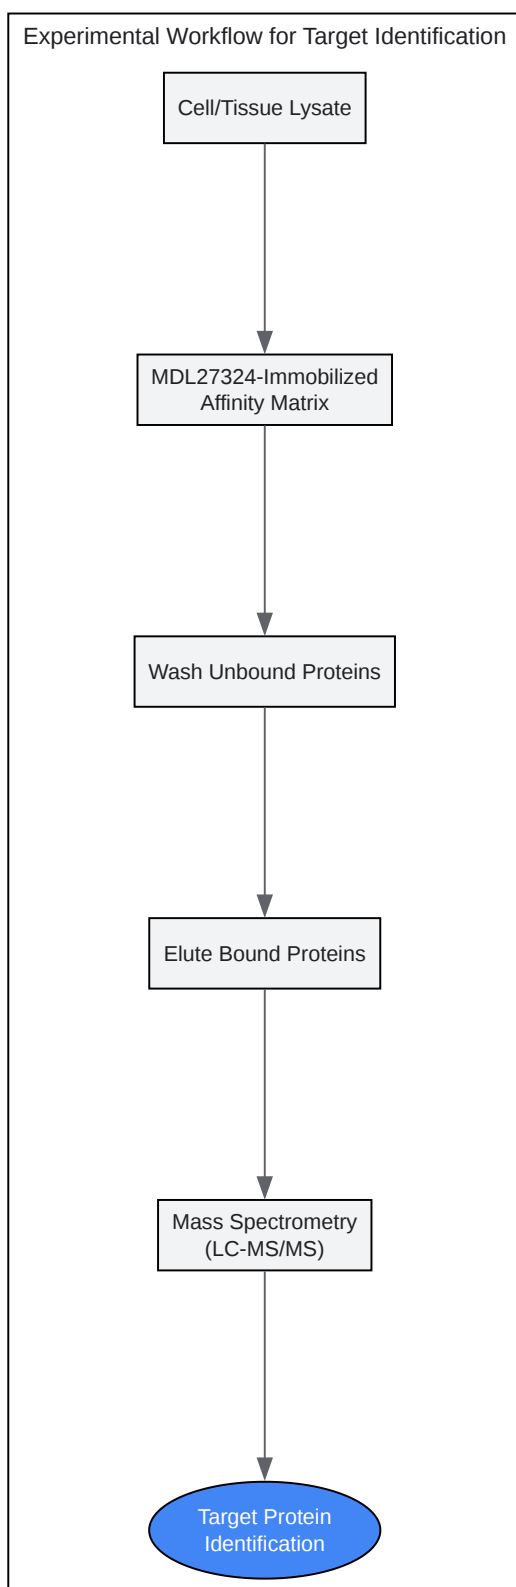 Experimental Workflow for Target Identification
Cell/Tissue Lysate
MDL27324-Immobilized
Affinity Matrix
Wash Unbound Proteins
Elute Bound Proteins
Mass Spectrometry
(LC-MS/MS)
Target Protein
Identification